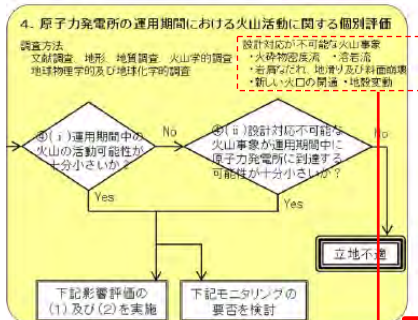 4. 原子力発電所の運用期間における火山活動に関する個別評価
調査方法
文献調査、地形、地質調査、火山学的調査
地球物理学的及び地球化学的調査
設計対応が不可能な火山事象
・火砕物密度流 ・溶岩流
・岩屑なだれ、地滑り及び斜面崩壊
・新しい火口の開通 ・地殻変動
④(ⅰ)運用期間中の
火山の活動可能性が
十分小さいか?
No
④(ⅱ)設計対応不可能な
火山事象が運用期間中に
原子力発電所に到達する
可能性が十分小さいか?
No
Yes
Yes
立地不適
下記影響評価の
(1)及び(2)を実施
下記モニタリングの
要否を検討